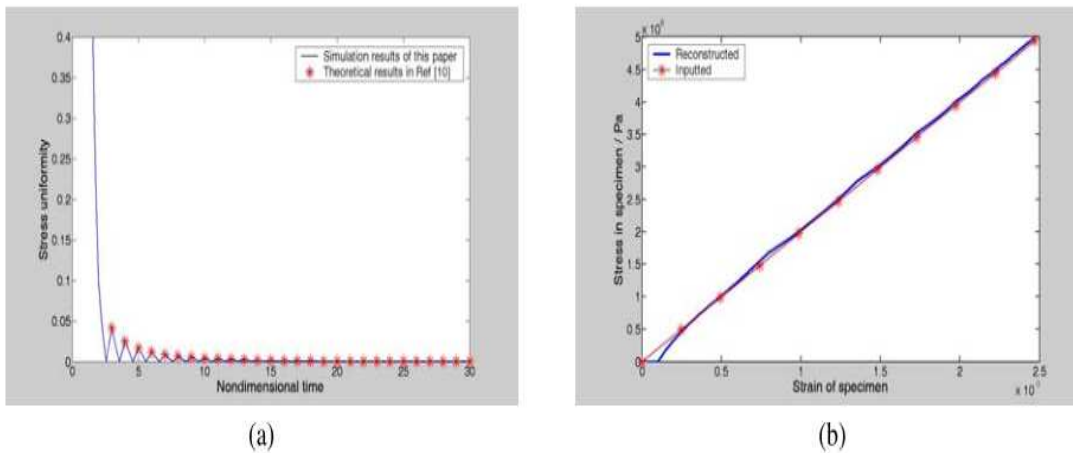 0.4
0.35
0.3
0.25
0.2
0.15
0.1
0.05
0
Stress uniformity
Simulation results of this paper
Theoretical results in Ref [10]
0 5 10 15 20 25 30
Nondimensional time
(a)
5
4.5
4
3.5
3
2.5
2
1.5
1
0.5
0
Stress in specimen / Pa
Reconstructed
Inputted
0 0.5 1 1.5 2 2.5
Strain of specimen
(b)